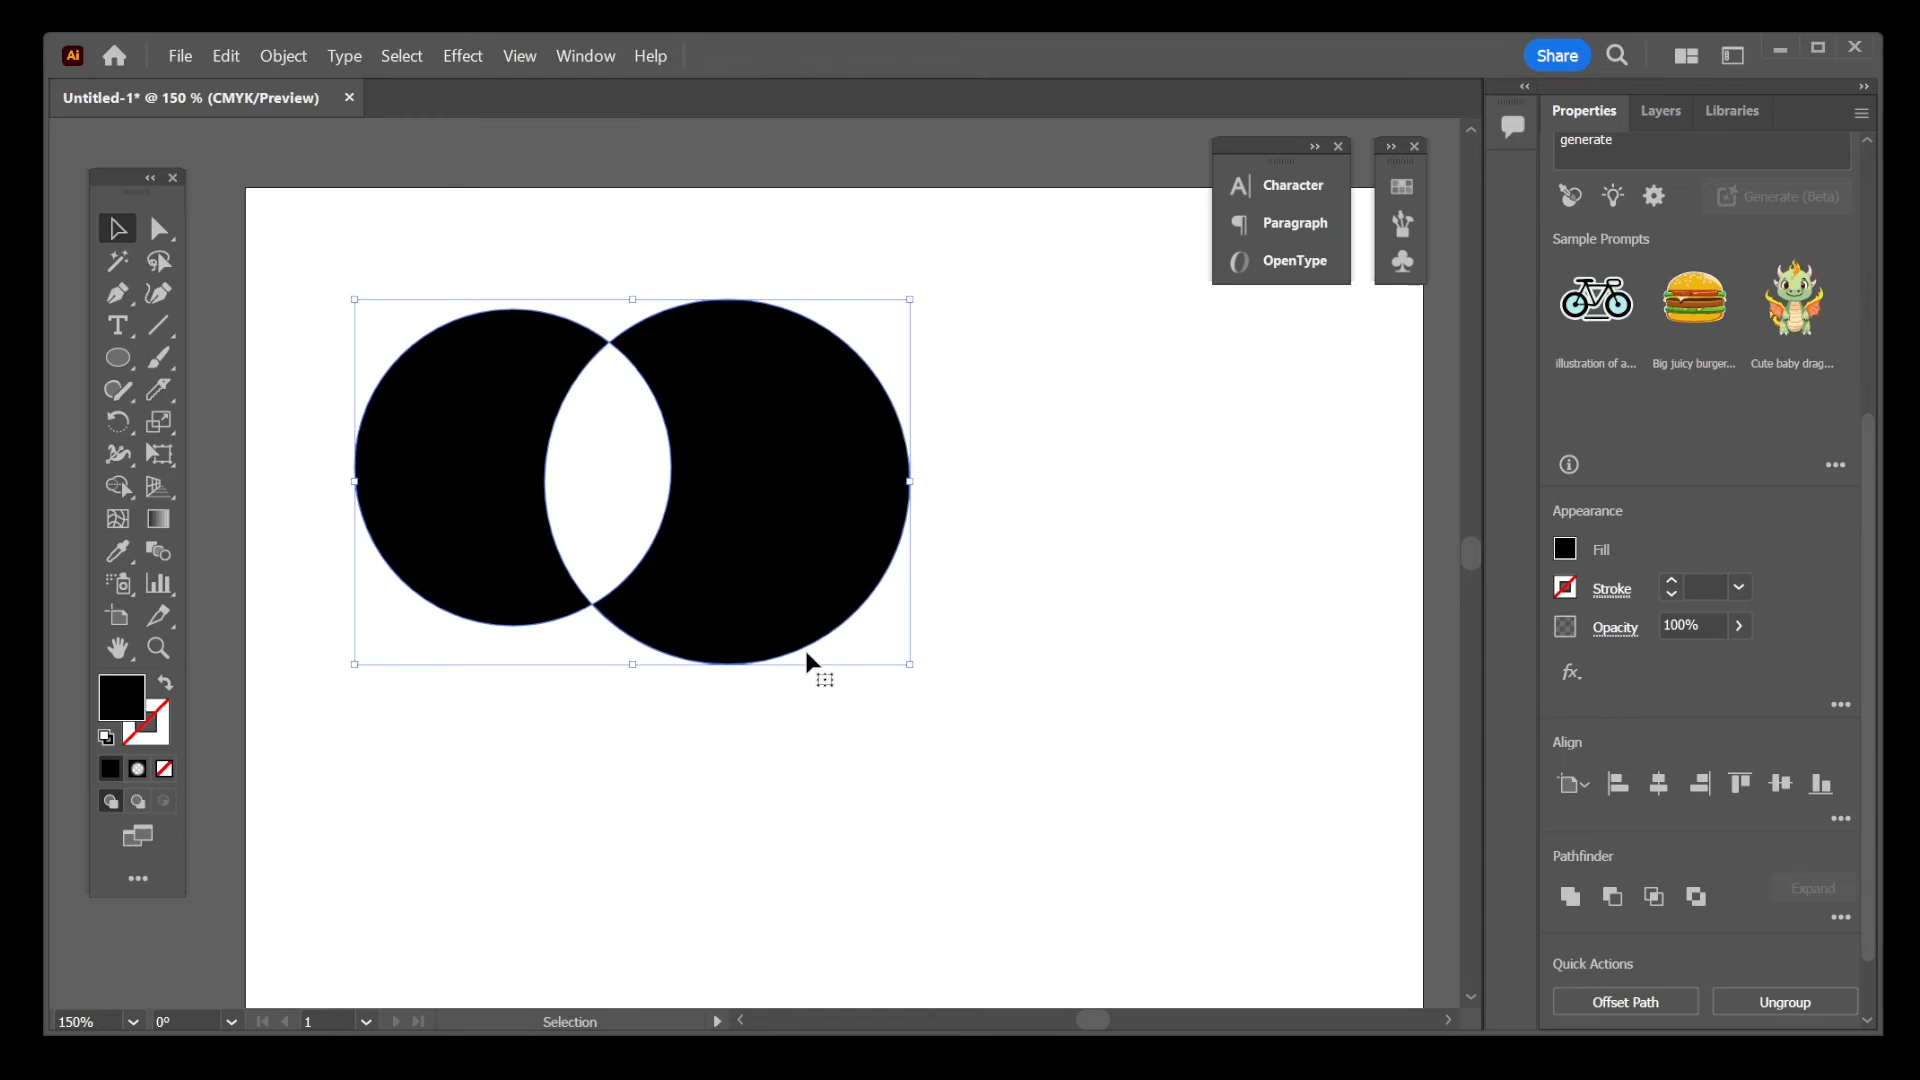 Ai
File Edit Object Type Select Effect View Window Help
Share
Untitled-1* @ 150 % (CMYK/Preview)
Properties Layers Libraries
generate
Generate (Beta)
Sample Prompts
illustration of a... Big juicy burger... Cute baby drag...
Character
Paragraph
OpenType
Appearance
Fill
Stroke
Opacity 100%
fx.
Align
Pathfinder
Expand
Quick Actions
Offset Path Ungroup
150% 0° 1 Selection